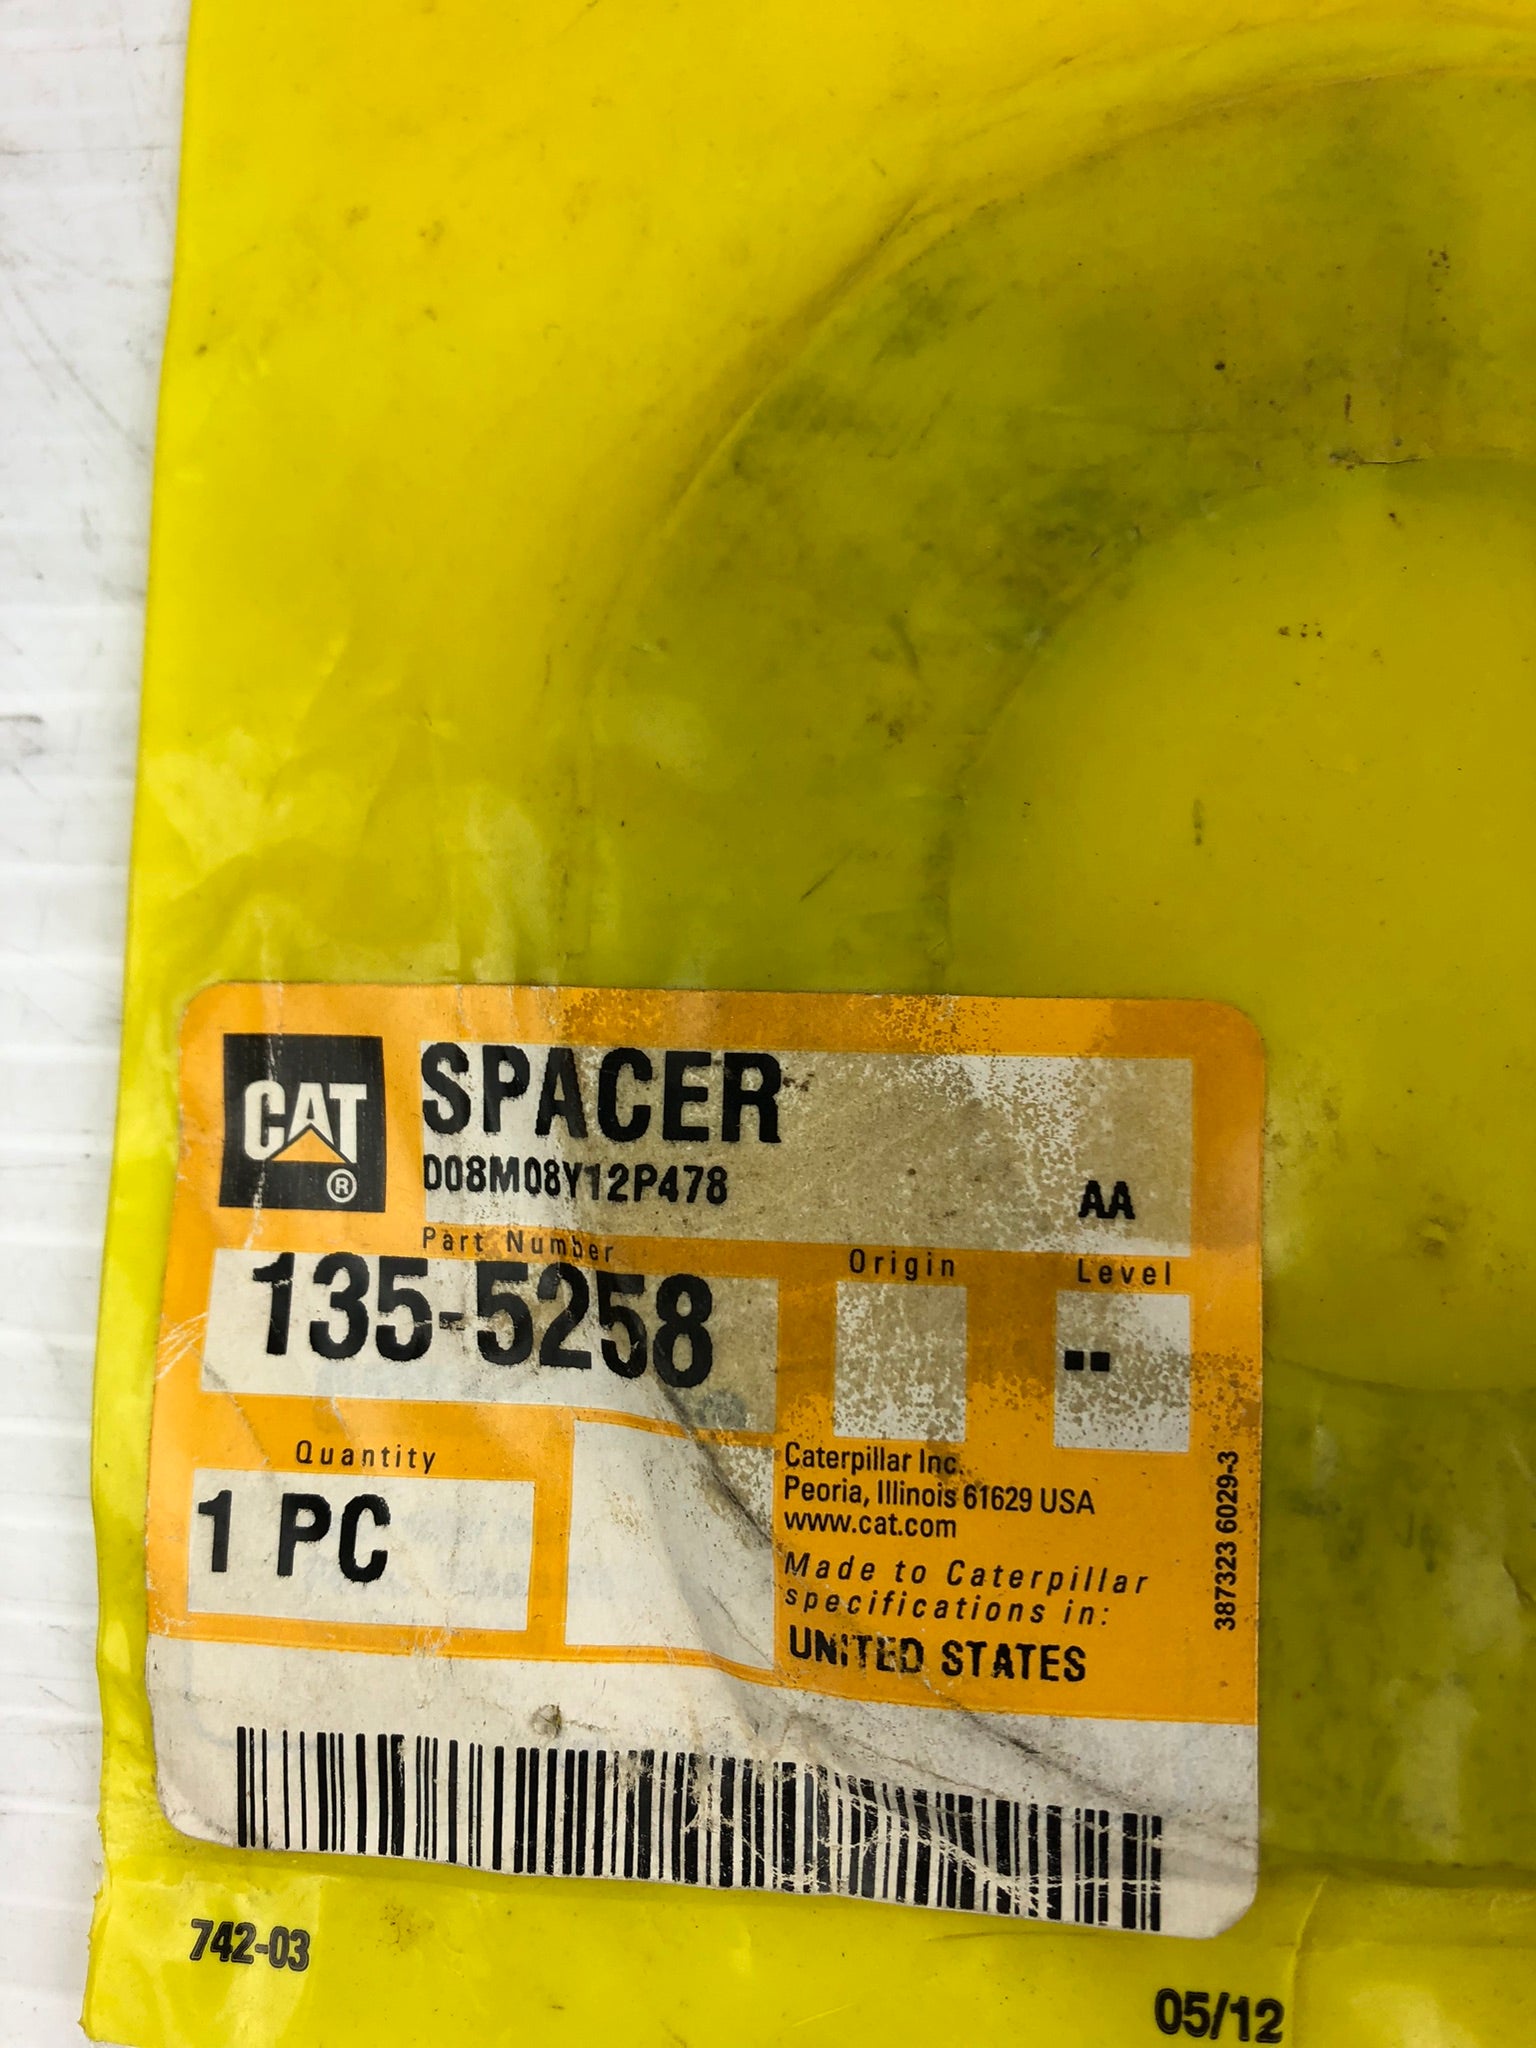 CAT
®
SPACER
D08M08Y12P478
AA
Part Number
Origin
Level
135-5258
--
Quantity
1 PC
Caterpillar Inc.
Peoria, Illinois 61629 USA
www.cat.com
Made to Caterpillar
specifications in:
UNITED STATES
387323 6029-3
742-03
05/12